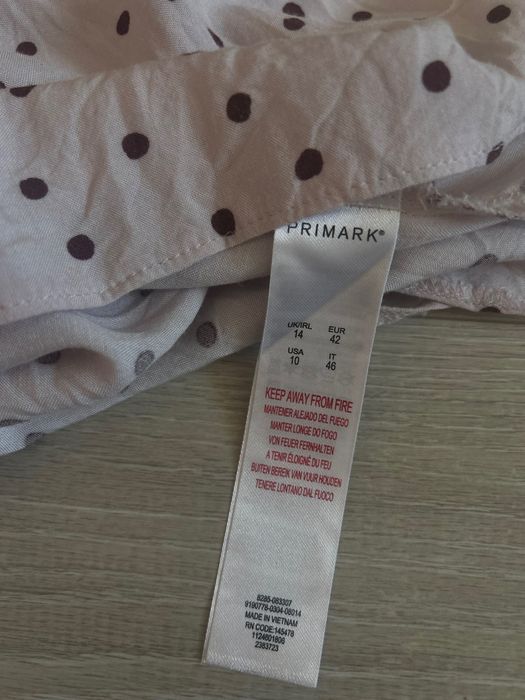 PRIMARK®
UK/IRL EUR
14 42
USA IT
10 46
KEEP AWAY FROM FIRE
MANTENER ALEJADO DEL FUEGO
MANTER LONGE DO FOGO
VON FEUER FERNHALTEN
A TENIR ÉLOIGNÉ DU FEU
BUITEN BEREIK VAN VUUR HOUDEN
TENERE LONTANO DAL FUOCO
8285-083307
9190778-0304-08014
MADE IN VIETNAM
RN CODE:145478
1124601806
2383723